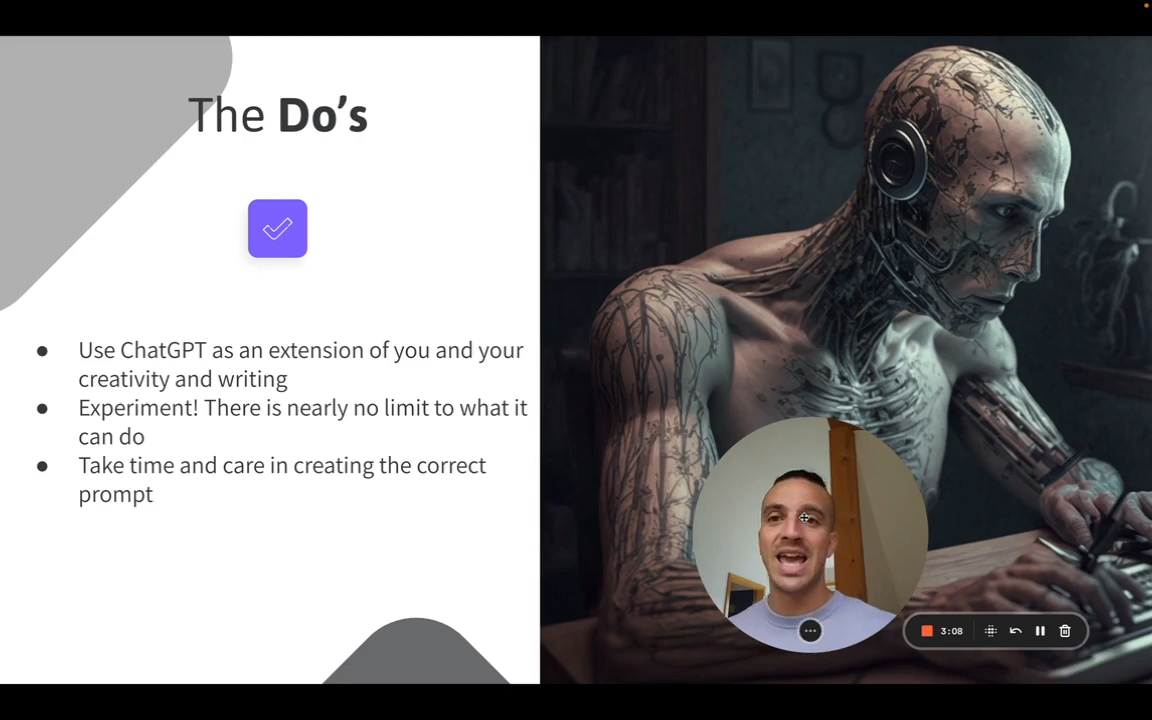 The Do’s
● Use ChatGPT as an extension of you and your
creativity and writing
● Experiment! There is nearly no limit to what it
can do
● Take time and care in creating the correct
prompt
3:08